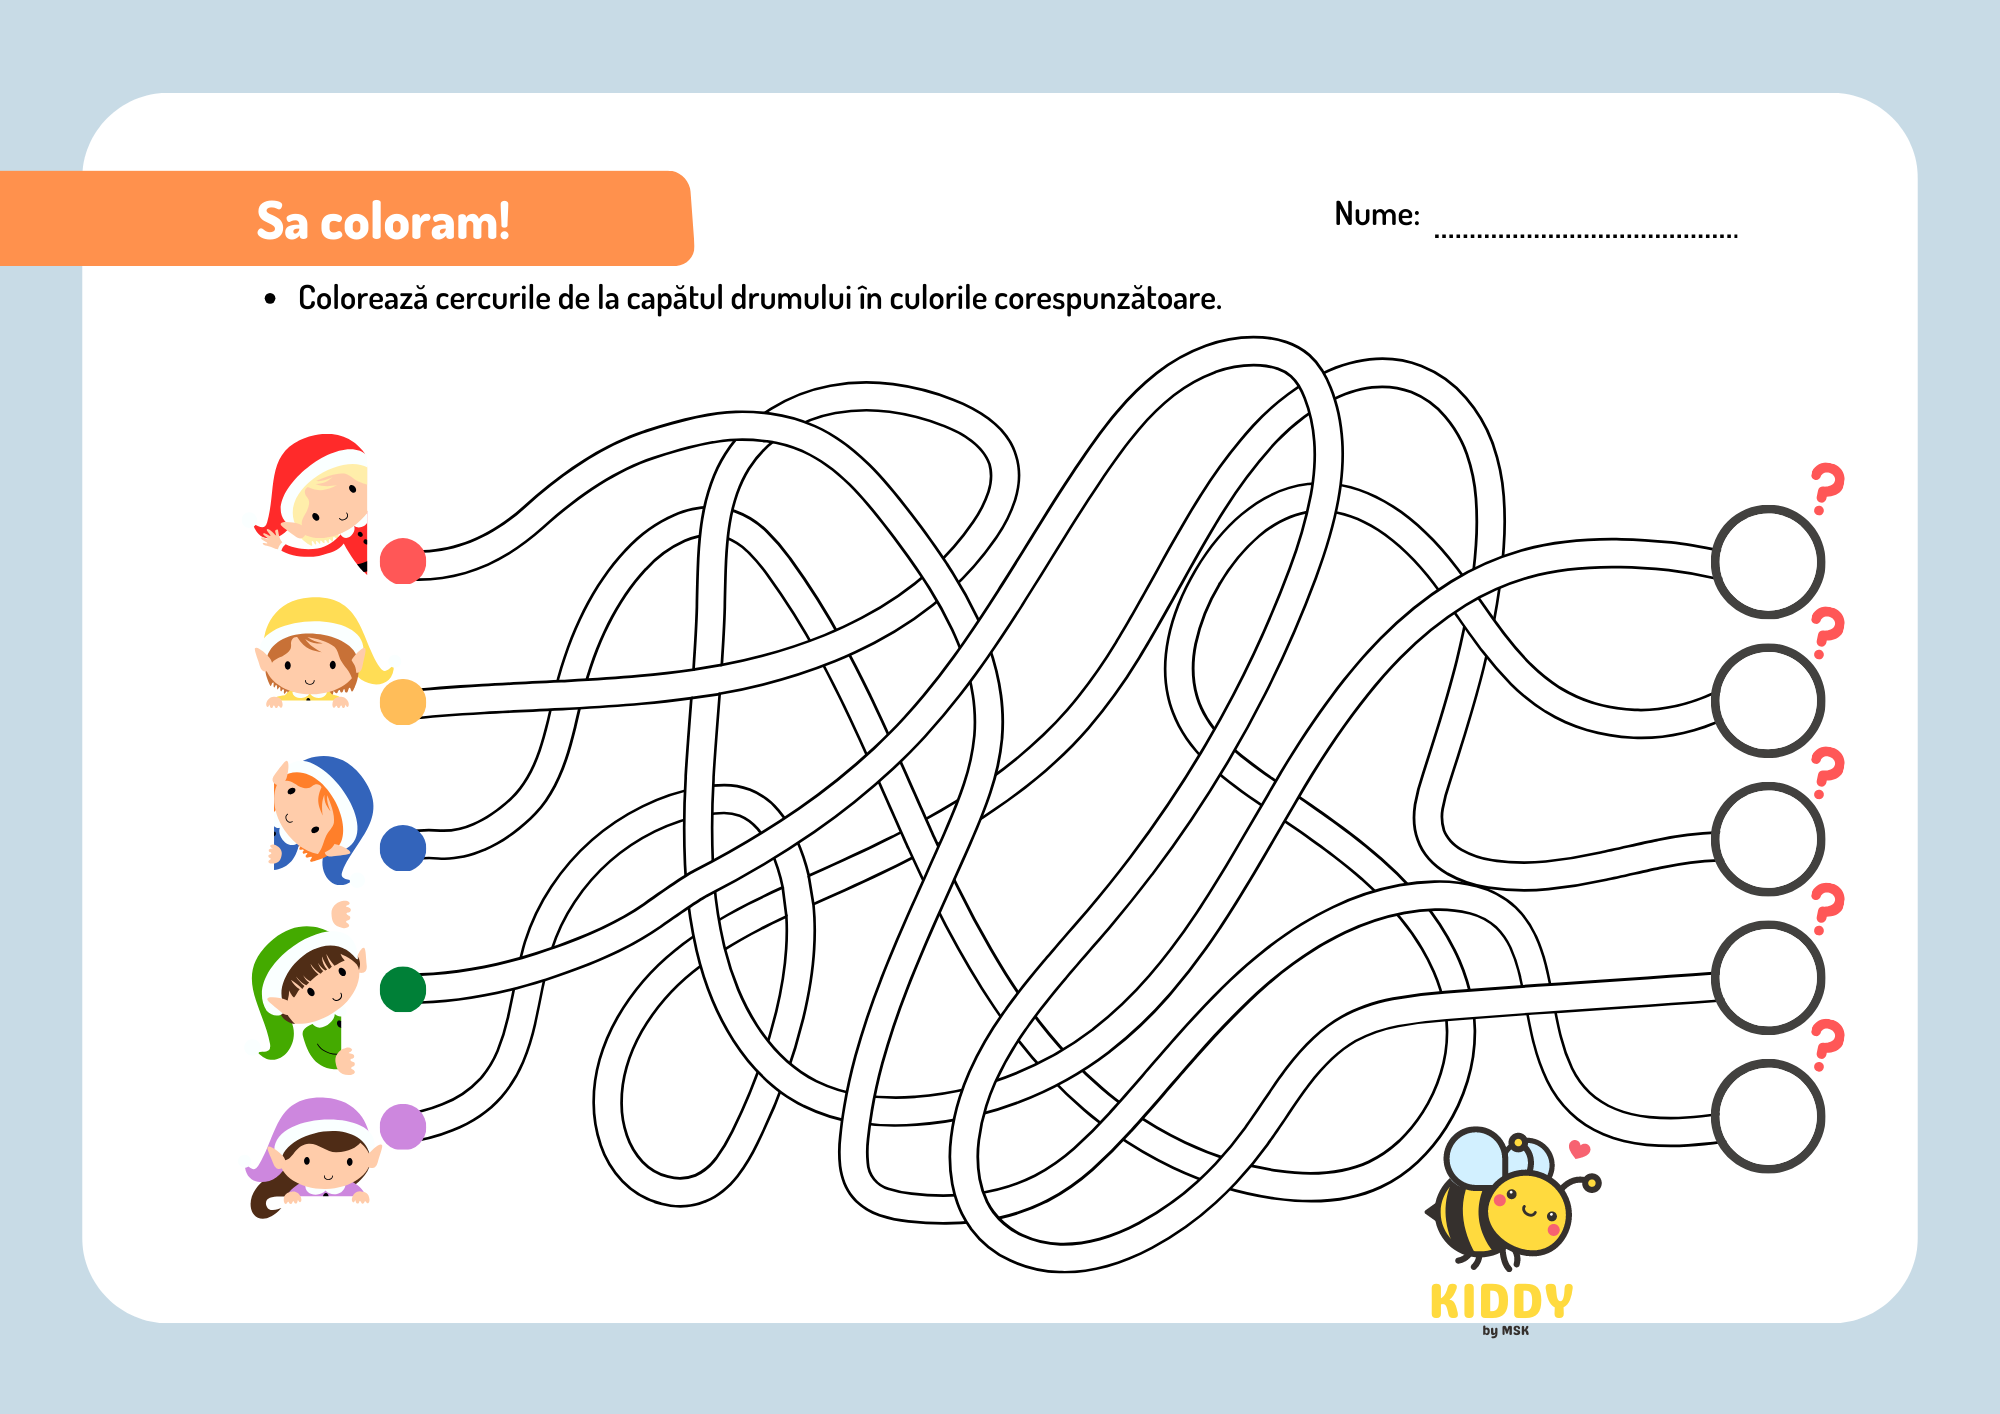 Sa coloram!
Nume: ..........................................
• Colorează cercurile de la capătul drumului în culorile corespunzătoare.
?
?
?
?
?
KIDDY
by MSK